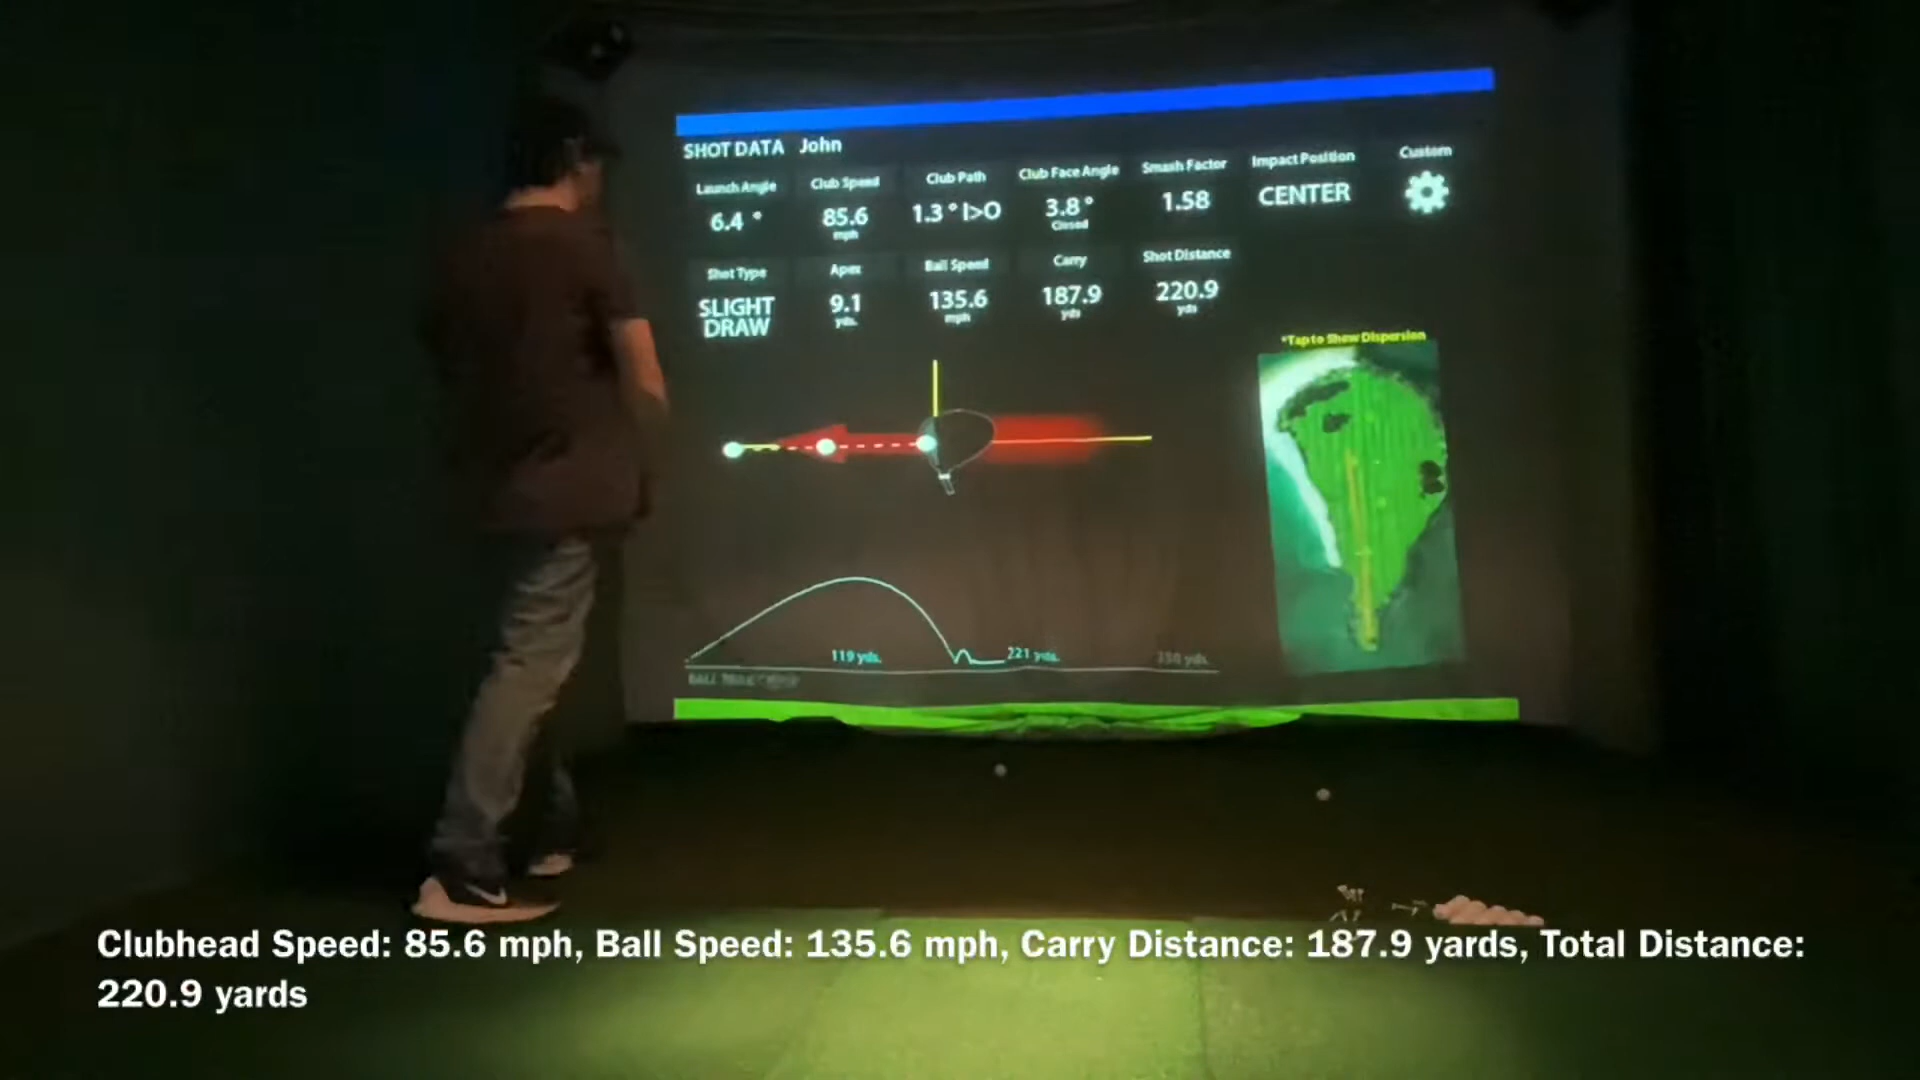 SHOT DATA John
Launch Angle Club Speed Club Path Club Face Angle Smash Factor Impact Position Custom
6.4 ° 85.6 1.3 ° I>O 3.8 ° 1.58 CENTER
mph Closed
Shot Type Apex Ball Speed Carry Shot Distance
SLIGHT 9.1 135.6 187.9 220.9
DRAW yds. mph yds yds
*Tap to Show Dispersion
119 yds. 221 yds.
Clubhead Speed: 85.6 mph, Ball Speed: 135.6 mph, Carry Distance: 187.9 yards, Total Distance:
220.9 yards